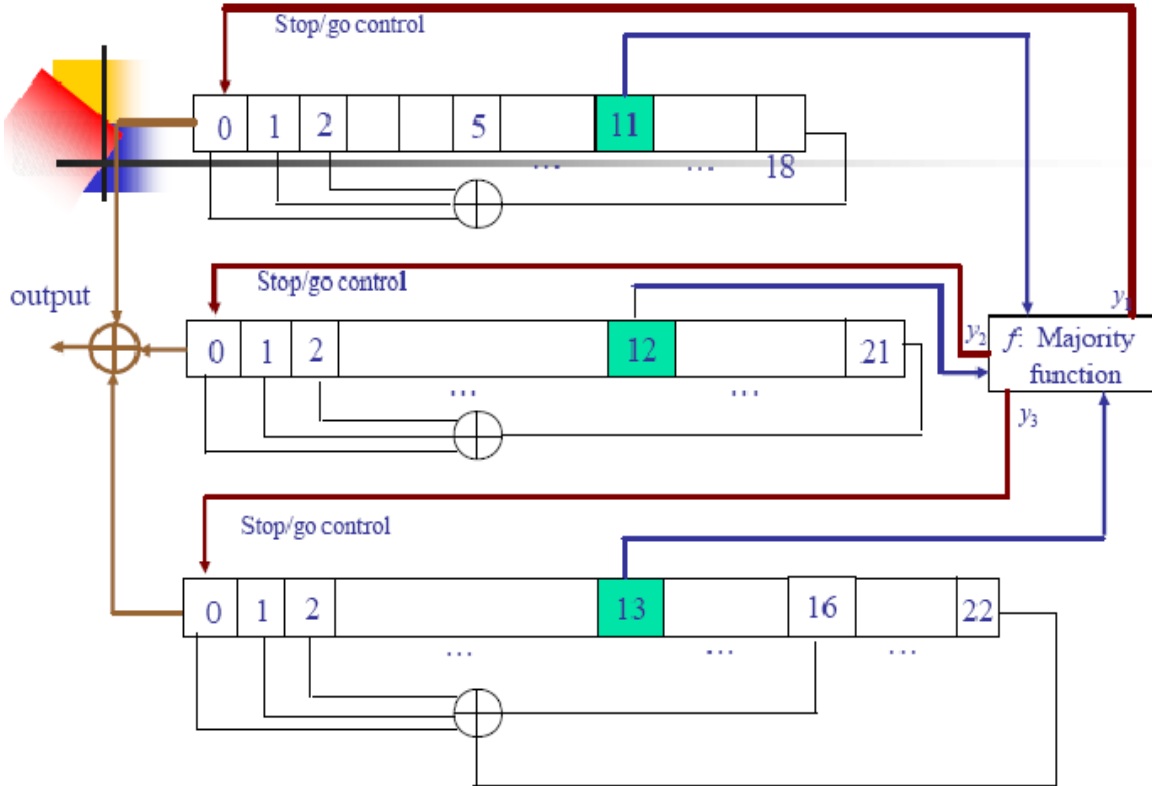 Stop/go control
0 1 2 5 11
... ... 18
Stop/go control
output
y₁
y₂
f: Majority
function
0 1 2 12 21
... ...
y₃
Stop/go control
0 1 2 13 16 22
... ... ...